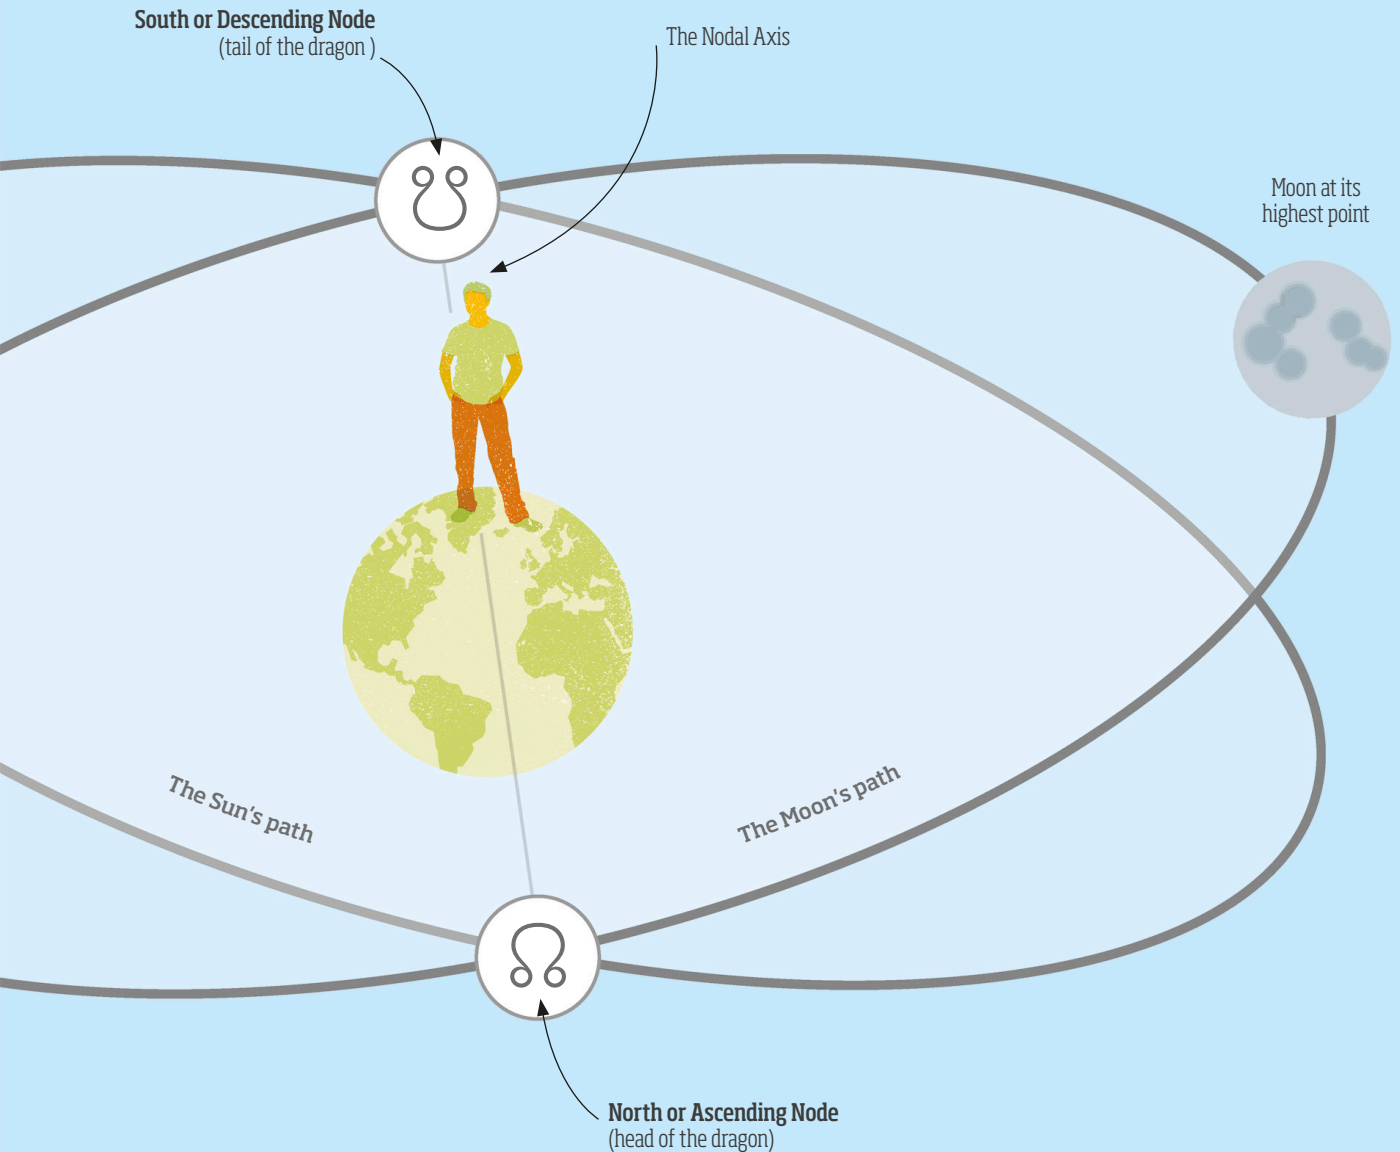 South or Descending Node
(tail of the dragon )
The Nodal Axis
Moon at its
highest point
The Sun's path
The Moon's path
North or Ascending Node
(head of the dragon)